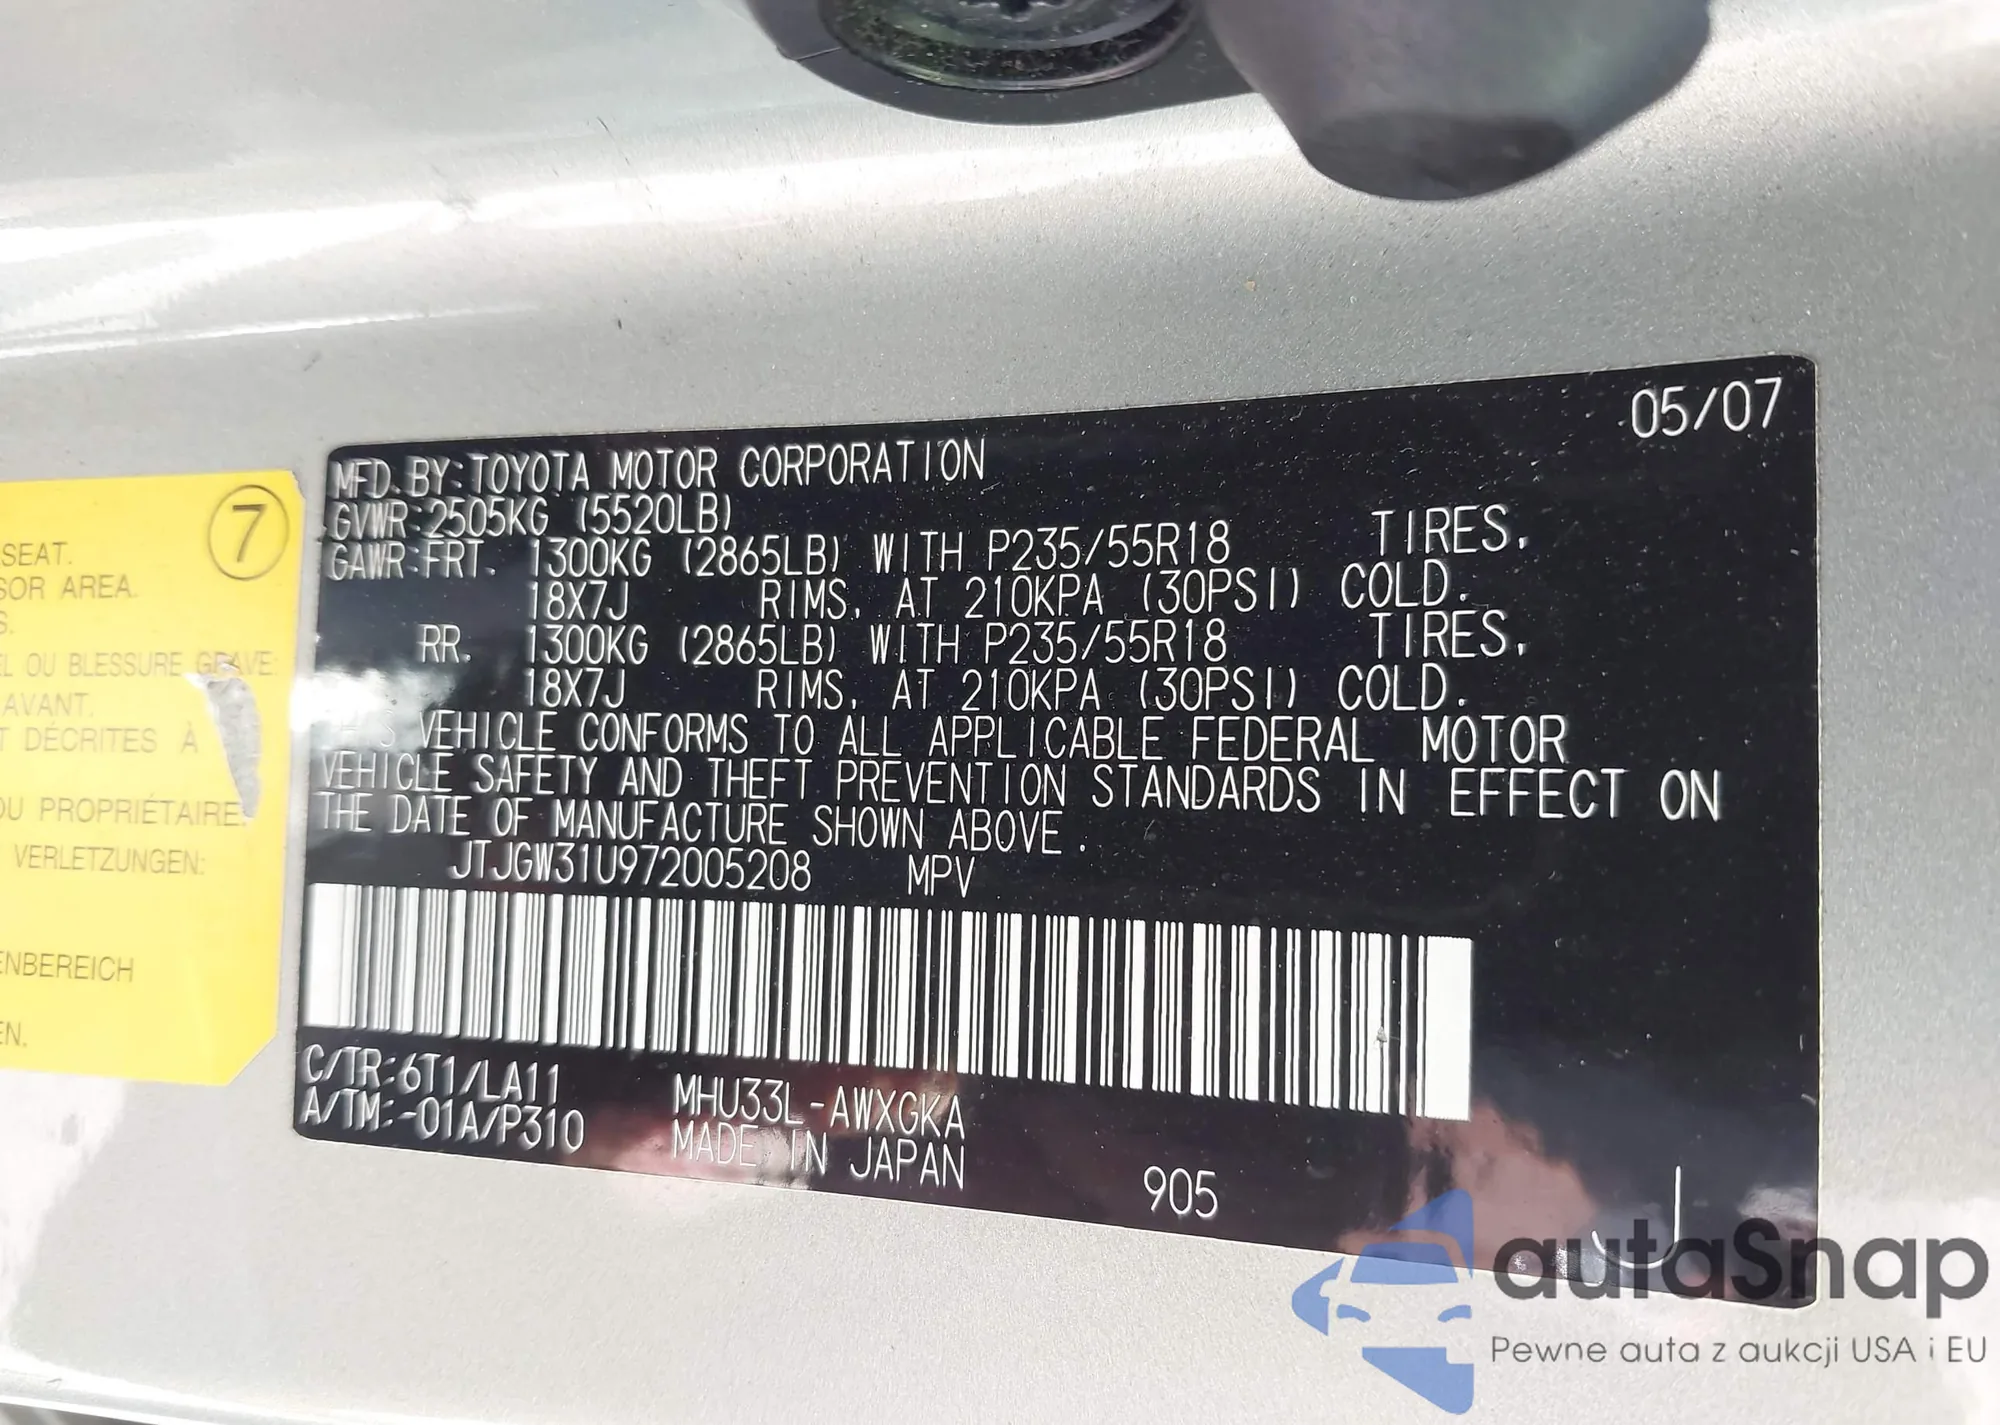 05/07
MFD. BY: TOYOTA MOTOR CORPORATION
GVWR: 2505KG (5520LB)
GAWR: FRT. 1300KG (2865LB) WITH P235/55R18 TIRES,
18X7J RIMS, AT 210KPA (30PSI) COLD.
RR. 1300KG (2865LB) WITH P235/55R18 TIRES,
18X7J RIMS, AT 210KPA (30PSI) COLD.
THIS VEHICLE CONFORMS TO ALL APPLICABLE FEDERAL MOTOR
VEHICLE SAFETY AND THEFT PREVENTION STANDARDS IN EFFECT ON
THE DATE OF MANUFACTURE SHOWN ABOVE.
JTJGW31U972005208 MPV
C/TR: 6T1/LA11
A/TM: -01A/P310
MHU33L-AWXGKA
MADE IN JAPAN
905
7
SEAT.
AREA.
OU BLESSURE GRAVE
AVANT.
DÉCRITES À
PROPRIÉTAIRE.
VERLETZUNGEN:
autaSnap
Pewne auta z aukcji USA i EU